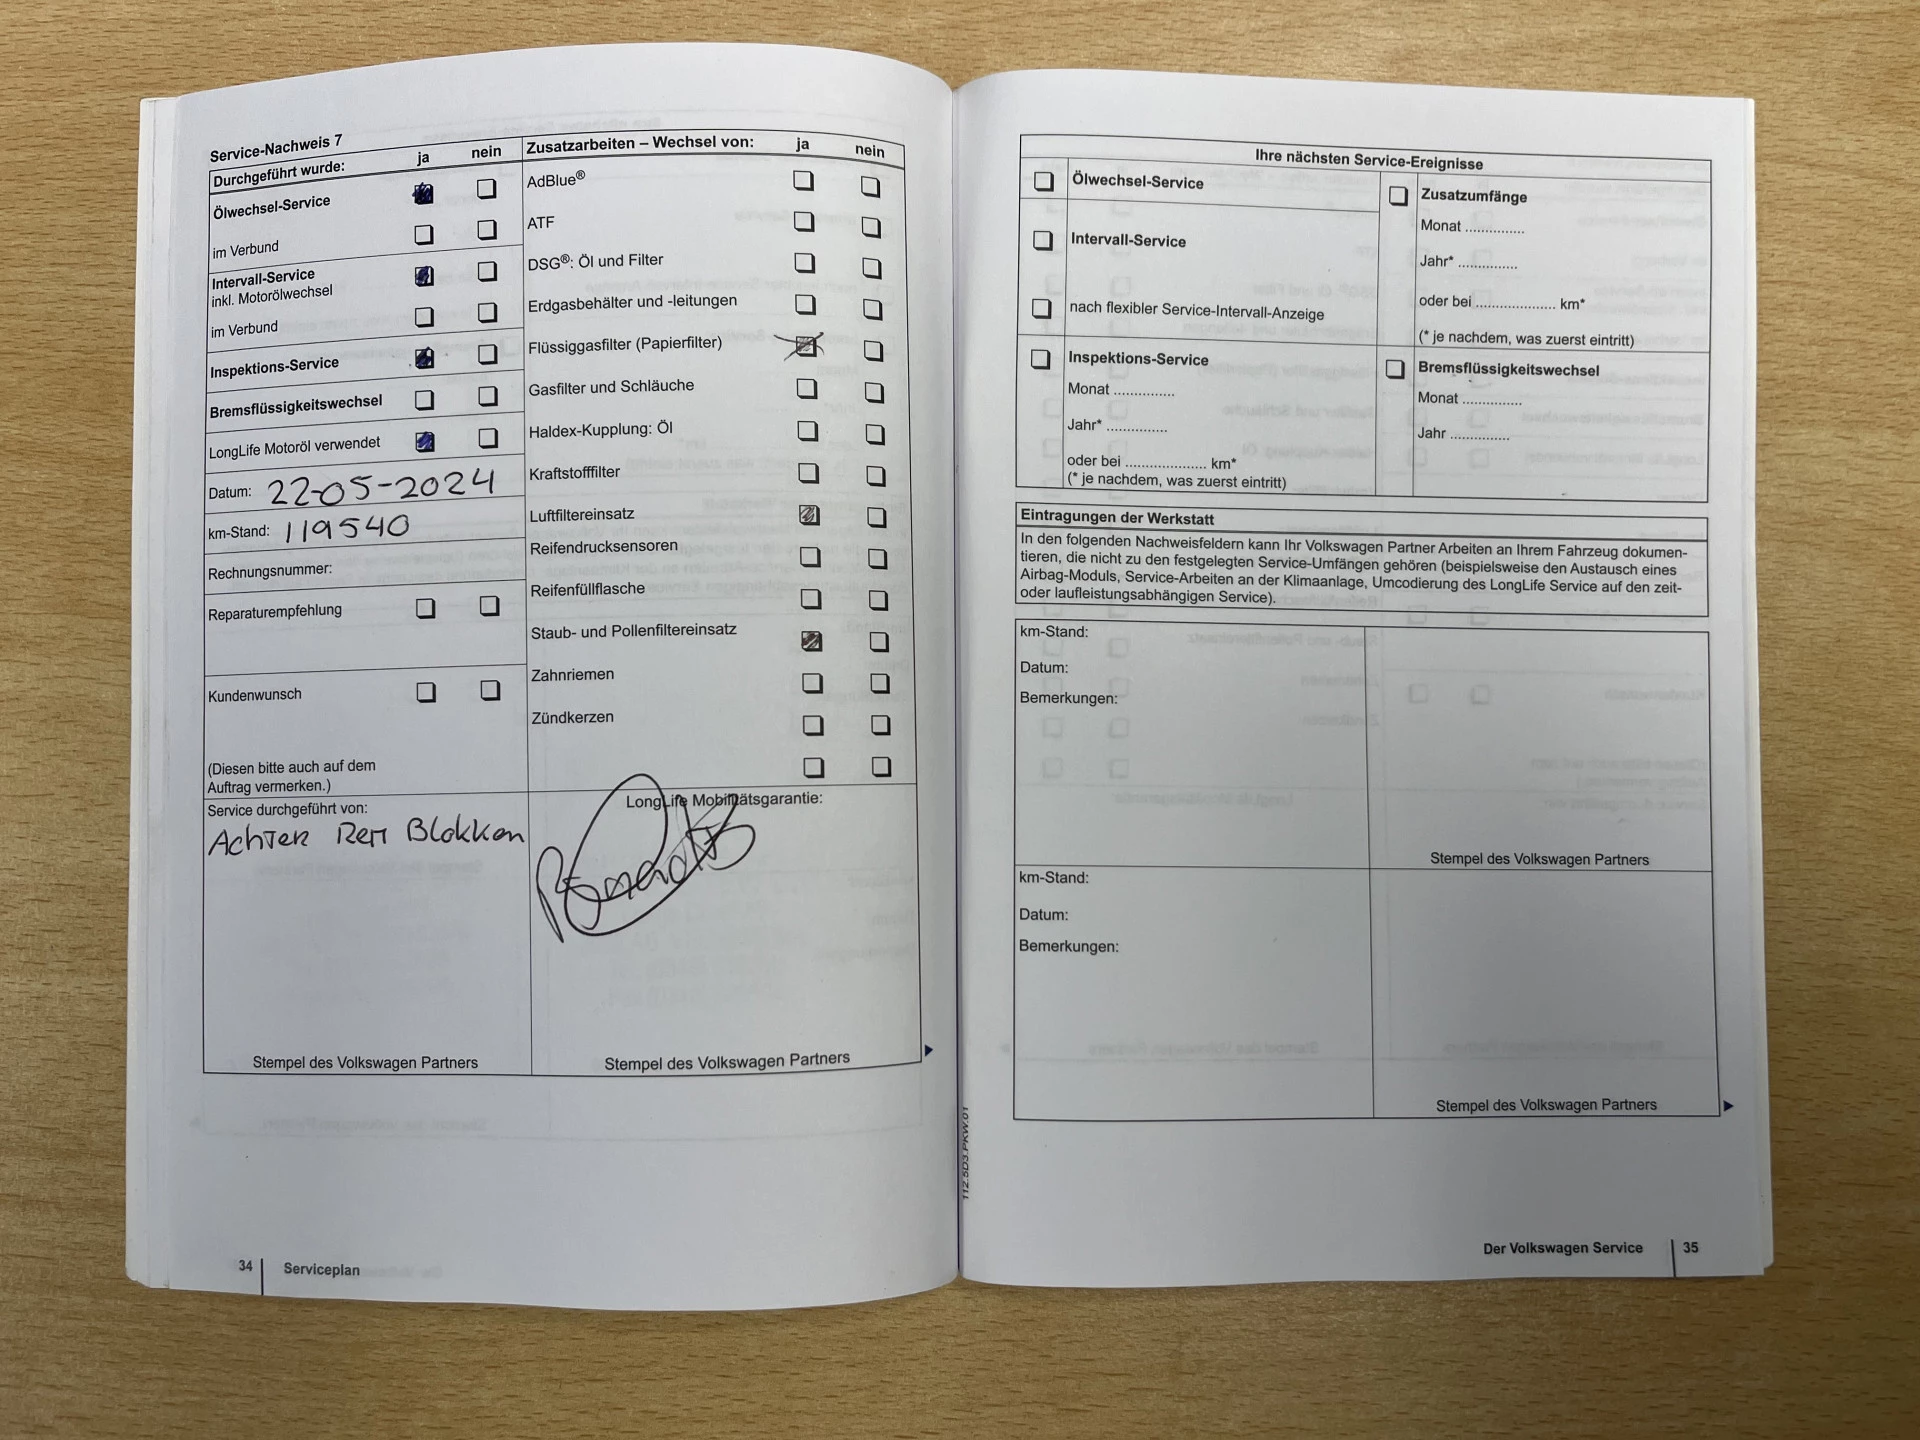 Service-Nachweis 7
Durchgeführt wurde: ja nein
Ölwechsel-Service
im Verbund
Intervall-Service
inkl. Motorölwechsel
im Verbund
Inspektions-Service
Bremsflüssigkeitswechsel
LongLife Motoröl verwendet
Datum: 22-05-2024
km-Stand: 119540
Rechnungsnummer:
Reparaturempfehlung
Kundenwunsch
(Diesen bitte auch auf dem
Auftrag vermerken.)
Zusatzarbeiten – Wechsel von: ja nein
AdBlue®
ATF
DSG®: Öl und Filter
Erdgasbehälter und -leitungen
Flüssiggasfilter (Papierfilter)
Gasfilter und Schläuche
Haldex-Kupplung: Öl
Kraftstofffilter
Luftfiltereinsatz
Reifendrucksensoren
Reifenfüllflasche
Staub- und Pollenfiltereinsatz
Zahnriemen
Zündkerzen
Service durchgeführt von:
Achter Blokken
Stempel des Volkswagen Partners
LongLife Mobilitätsgarantie:
Stempel des Volkswagen Partners
34 Serviceplan
112.5D3.PKW.01
Ihre nächsten Service-Ereignisse
Ölwechsel-Service
Intervall-Service
nach flexibler Service-Intervall-Anzeige
Inspektions-Service
Monat ...............
Jahr* ...............
oder bei .................... km*
(* je nachdem, was zuerst eintritt)
Zusatzumfänge
Monat ...............
Jahr* ...............
oder bei .................... km*
(* je nachdem, was zuerst eintritt)
Bremsflüssigkeitswechsel
Monat ...............
Jahr ...............
Eintragungen der Werkstatt
In den folgenden Nachweisfeldern kann Ihr Volkswagen Partner Arbeiten an Ihrem Fahrzeug dokumen-
tieren, die nicht zu den festgelegten Service-Umfängen gehören (beispielsweise den Austausch eines
Airbag-Moduls, Service-Arbeiten an der Klimaanlage, Umcodierung des LongLife Service auf den zeit-
oder laufleistungsabhängigen Service).
km-Stand:
Datum:
Bemerkungen:
Stempel des Volkswagen Partners
km-Stand:
Datum:
Bemerkungen:
Stempel des Volkswagen Partners
Der Volkswagen Service 35